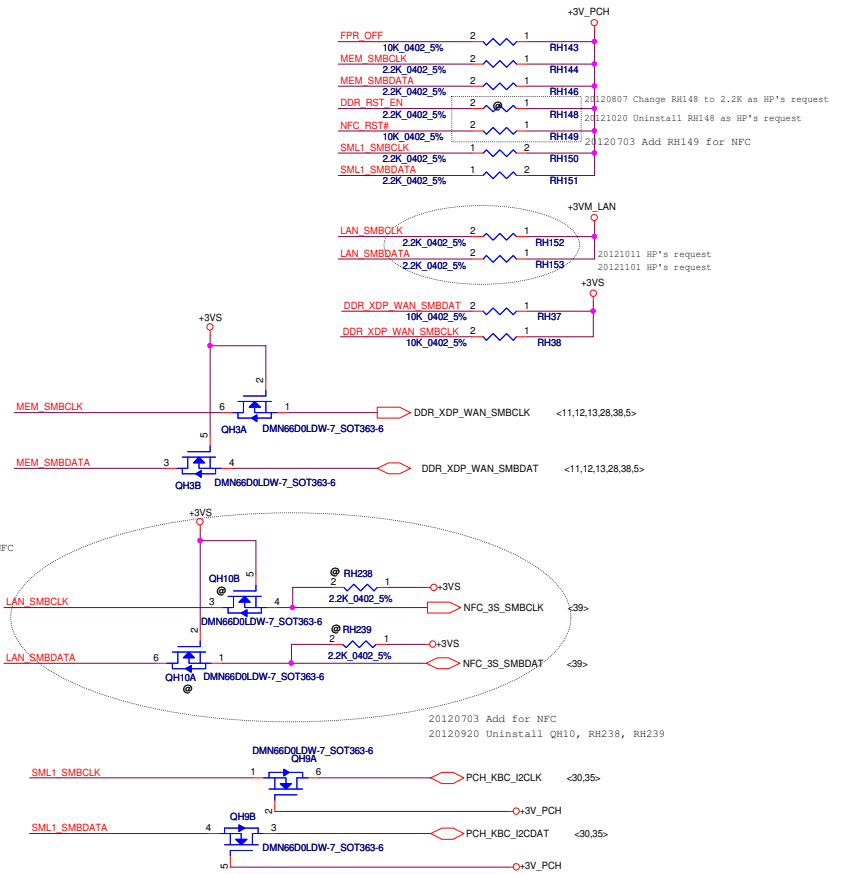 +3V_PCH
FPR_OFF 2 1
10K_0402_5% RH143
MEM_SMBCLK 2 1
2.2K_0402_5% RH144
MEM_SMBDATA 2 1
2.2K_0402_5% RH146
DDR_RST_EN 2 @ 1 20120807 Change RH148 to 2.2K as HP's request
2.2K_0402_5% RH148
20121020 Uninstall RH148 as HP's request
NFC_RST# 2 1
10K_0402_5% RH149 20120703 Add RH149 for NFC
SML1_SMBCLK 1 2
2.2K_0402_5% RH150
SML1_SMBDATA 1 2
2.2K_0402_5% RH151
+3VM_LAN
LAN_SMBCLK 2 1
2.2K_0402_5% RH152
LAN_SMBDATA 2 1 20121011 HP's request
2.2K_0402_5% RH153 20121101 HP's request
+3VS
DDR_XDP_WAN_SMBDAT 2 1
10K_0402_5% RH37
DDR_XDP_WAN_SMBCLK 2 1
10K_0402_5% RH38
+3VS
2
MEM_SMBCLK 6 1 DDR_XDP_WAN_SMBCLK <11,12,13,28,38,5>
QH3A DMN66D0LDW-7_SOT363-6
5
MEM_SMBDATA 3 4 DDR_XDP_WAN_SMBDAT <11,12,13,28,38,5>
QH3B DMN66D0LDW-7_SOT363-6
+3VS
NFC
QH10B 5 @ RH238
@ 2 1 +3VS
2.2K_0402_5%
LAN_SMBCLK 3 4 NFC_3S_SMBCLK <39>
DMN66D0LDW-7_SOT363-6
2 @ RH239
2 1 +3VS
2.2K_0402_5%
LAN_SMBDATA 6 1 NFC_3S_SMBDAT <39>
QH10A DMN66D0LDW-7_SOT363-6
@
20120703 Add for NFC
20120920 Uninstall QH10, RH238, RH239
DMN66D0LDW-7_SOT363-6
QH9A
SML1_SMBCLK 1 6 PCH_KBC_I2CLK <30,35>
2 +3V_PCH
QH9B
SML1_SMBDATA 4 3 PCH_KBC_I2CDAT <30,35>
DMN66D0LDW-7_SOT363-6
5 +3V_PCH